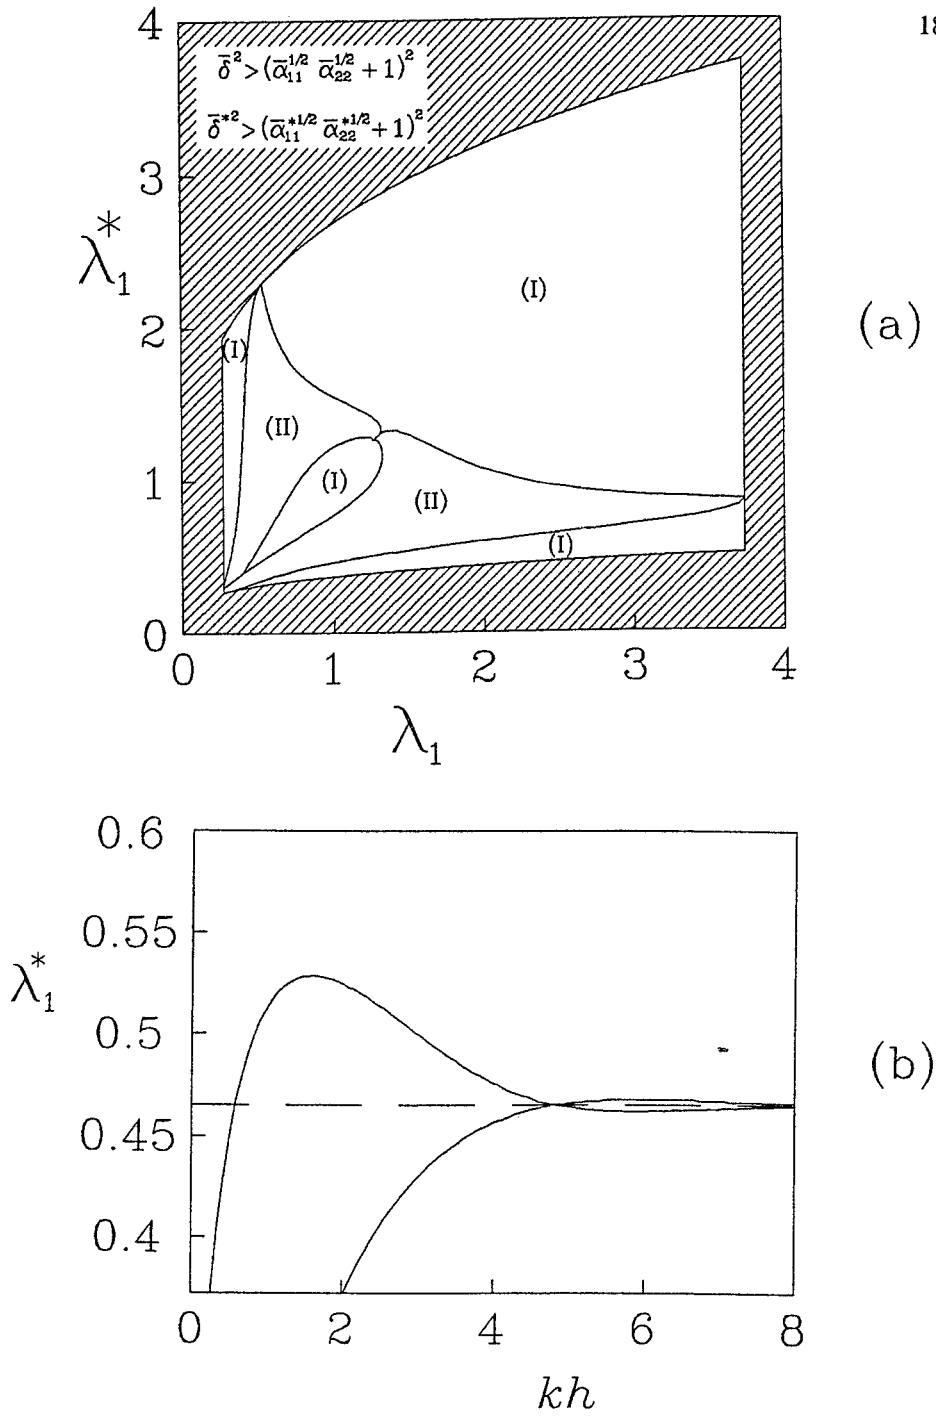 18
4
δ̅² > (α̅₁₁^1/2 α̅₂₂^1/2 + 1)²
δ̅*² > (α̅₁₁^*1/2 α̅₂₂^*1/2 + 1)²
3
λ₁*
(I)
(a)
2
(I)
(II)
(I)
1
(II)
(I)
0
0 1 2 3 4
λ₁
0.6
0.55
λ₁*
0.5
(b)
0.45
0.4
0 2 4 6 8
kh